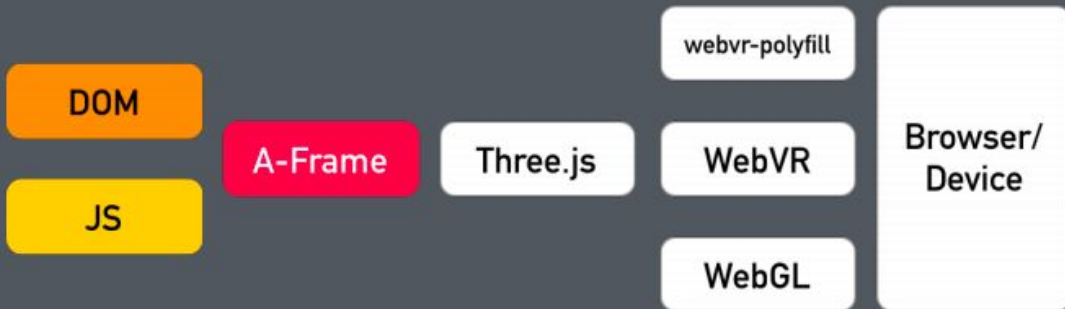 DOM
JS
A-Frame
Three.js
webvr-polyfill
WebVR
WebGL
Browser/
Device